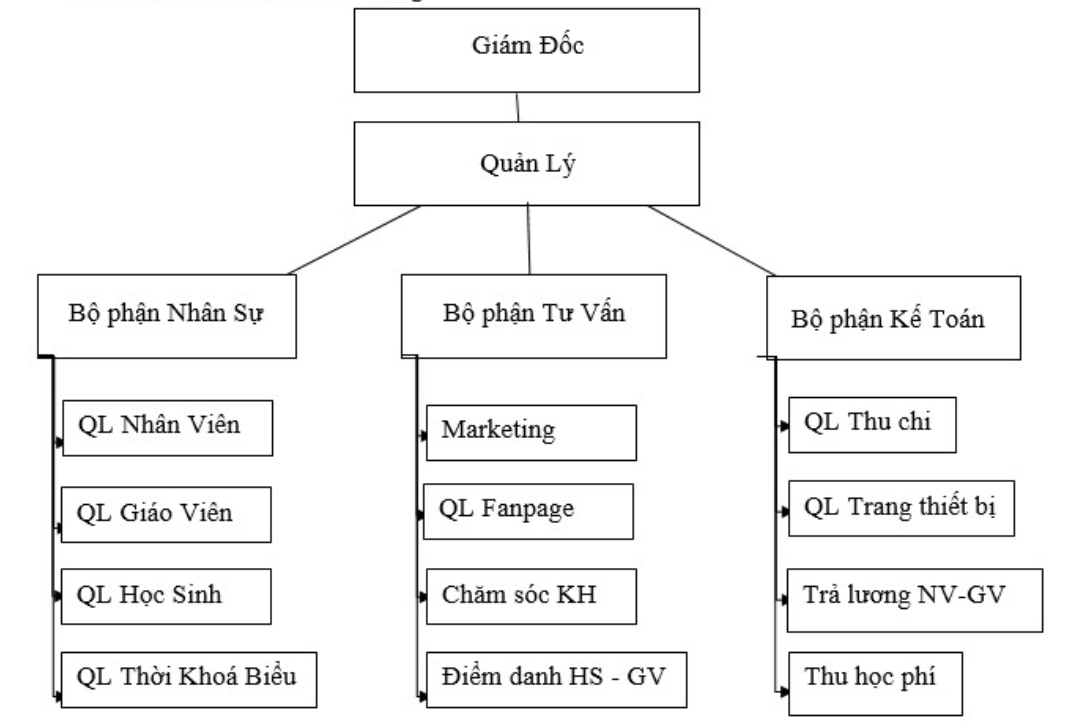 Giám Đốc
Quản Lý
Bộ phận Nhân Sự
QL Nhân Viên
QL Giáo Viên
QL Học Sinh
QL Thời Khoá Biểu
Bộ phận Tư Vấn
Marketing
QL Fanpage
Chăm sóc KH
Điểm danh HS - GV
Bộ phận Kế Toán
QL Thu chi
QL Trang thiết bị
Trả lương NV-GV
Thu học phí